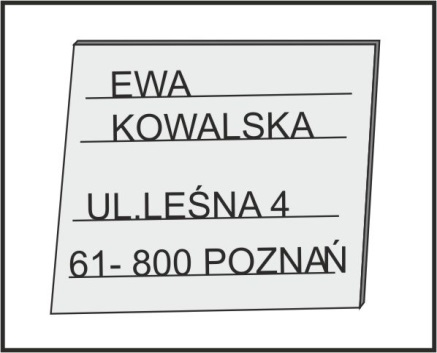 EWA
KOWALSKA
UL.LEŚNA 4
61- 800 POZNAŃ